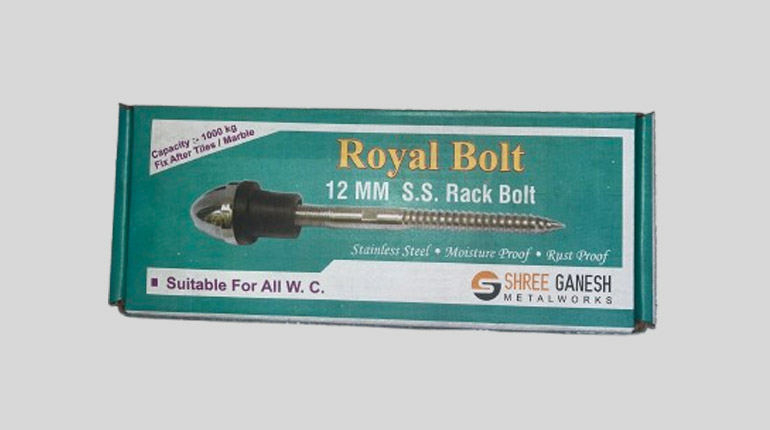 Capacity :- 1000 kg
Fix After Tiles / Marble
Royal Bolt
12 MM S.S. Rack Bolt
Stainless Steel • Moisture Proof • Rust Proof
Suitable For All W. C.
SHREE GANESH
METALWORKS